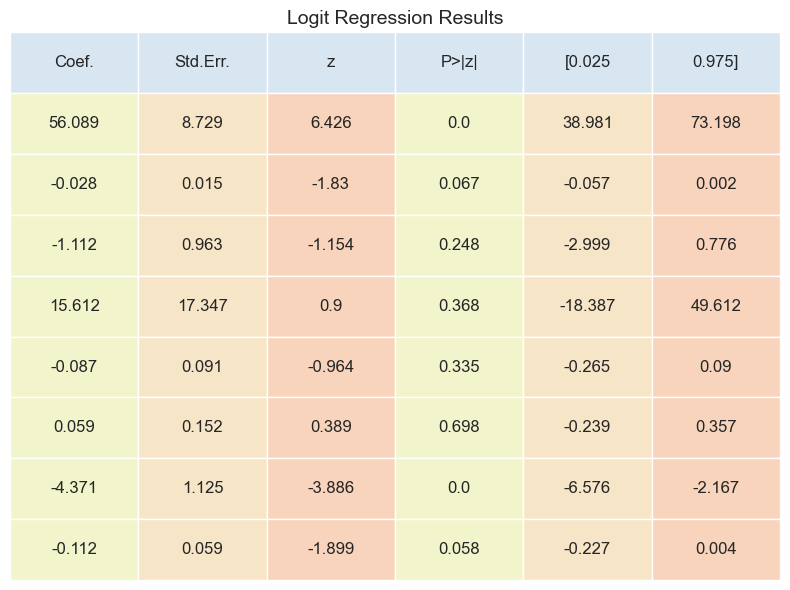 Logit Regression Results
Coef. Std.Err. z P>|z| [0.025 0.975]
56.089 8.729 6.426 0.0 38.981 73.198
-0.028 0.015 -1.83 0.067 -0.057 0.002
-1.112 0.963 -1.154 0.248 -2.999 0.776
15.612 17.347 0.9 0.368 -18.387 49.612
-0.087 0.091 -0.964 0.335 -0.265 0.09
0.059 0.152 0.389 0.698 -0.239 0.357
-4.371 1.125 -3.886 0.0 -6.576 -2.167
-0.112 0.059 -1.899 0.058 -0.227 0.004